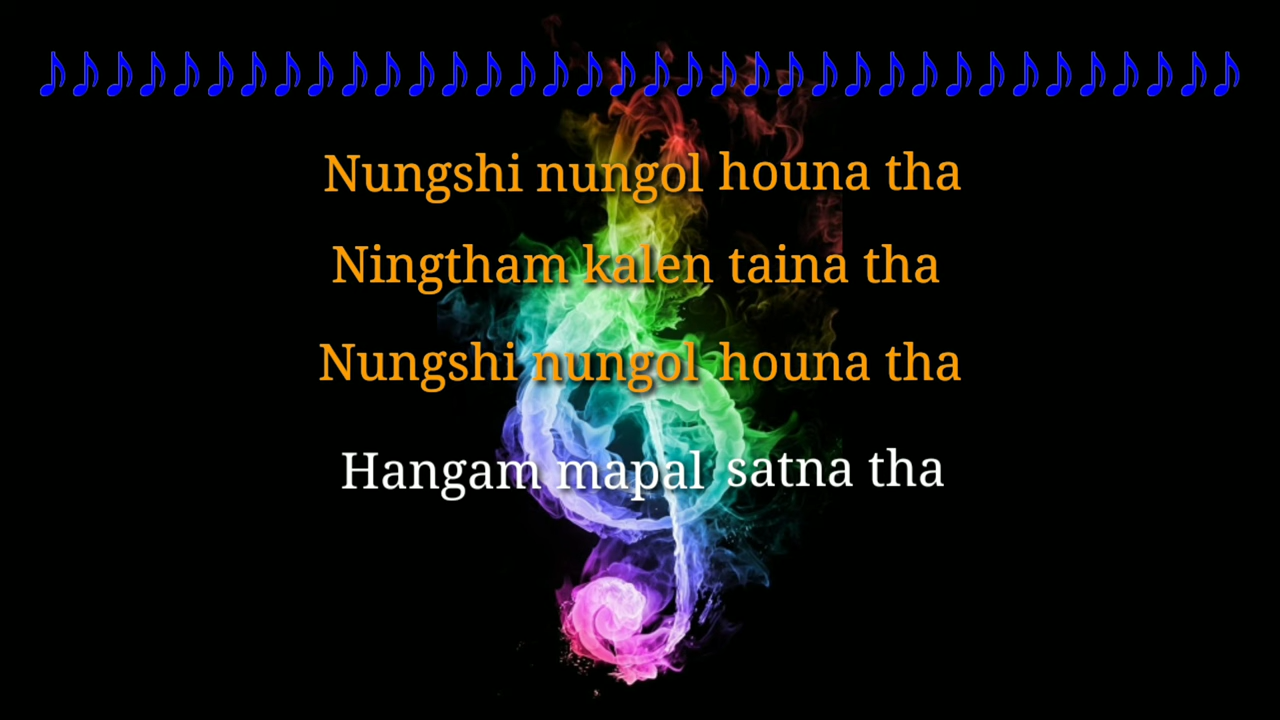 ♪♪♪♪♪♪♪♪♪♪♪♪♪♪♪♪♪♪♪♪♪♪♪♪♪♪♪♪♪♪♪♪♪♪♪♪
Nungshi nungol houna tha
Ningtham kalen taina tha
Nungshi nungol houna tha
Hangam mapal satna tha